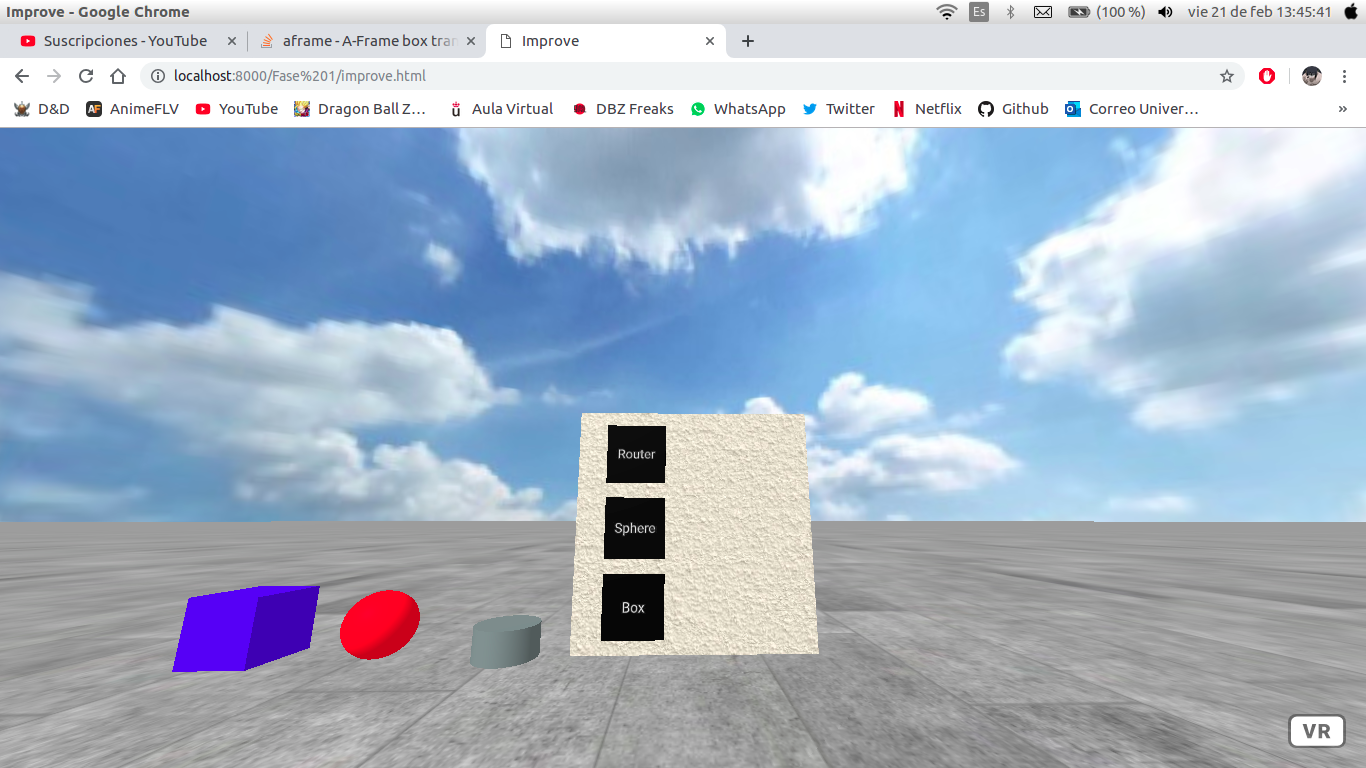 Improve - Google Chrome
Es
(100 %)
vie 21 de feb 13:45:41
Suscripciones - YouTube
aframe - A-Frame box tran
Improve
localhost:8000/Fase%201/improve.html
D&D
AnimeFLV
YouTube
Dragon Ball Z…
Aula Virtual
DBZ Freaks
WhatsApp
Twitter
Netflix
Github
Correo Univer…
»
Router
Sphere
Box
VR